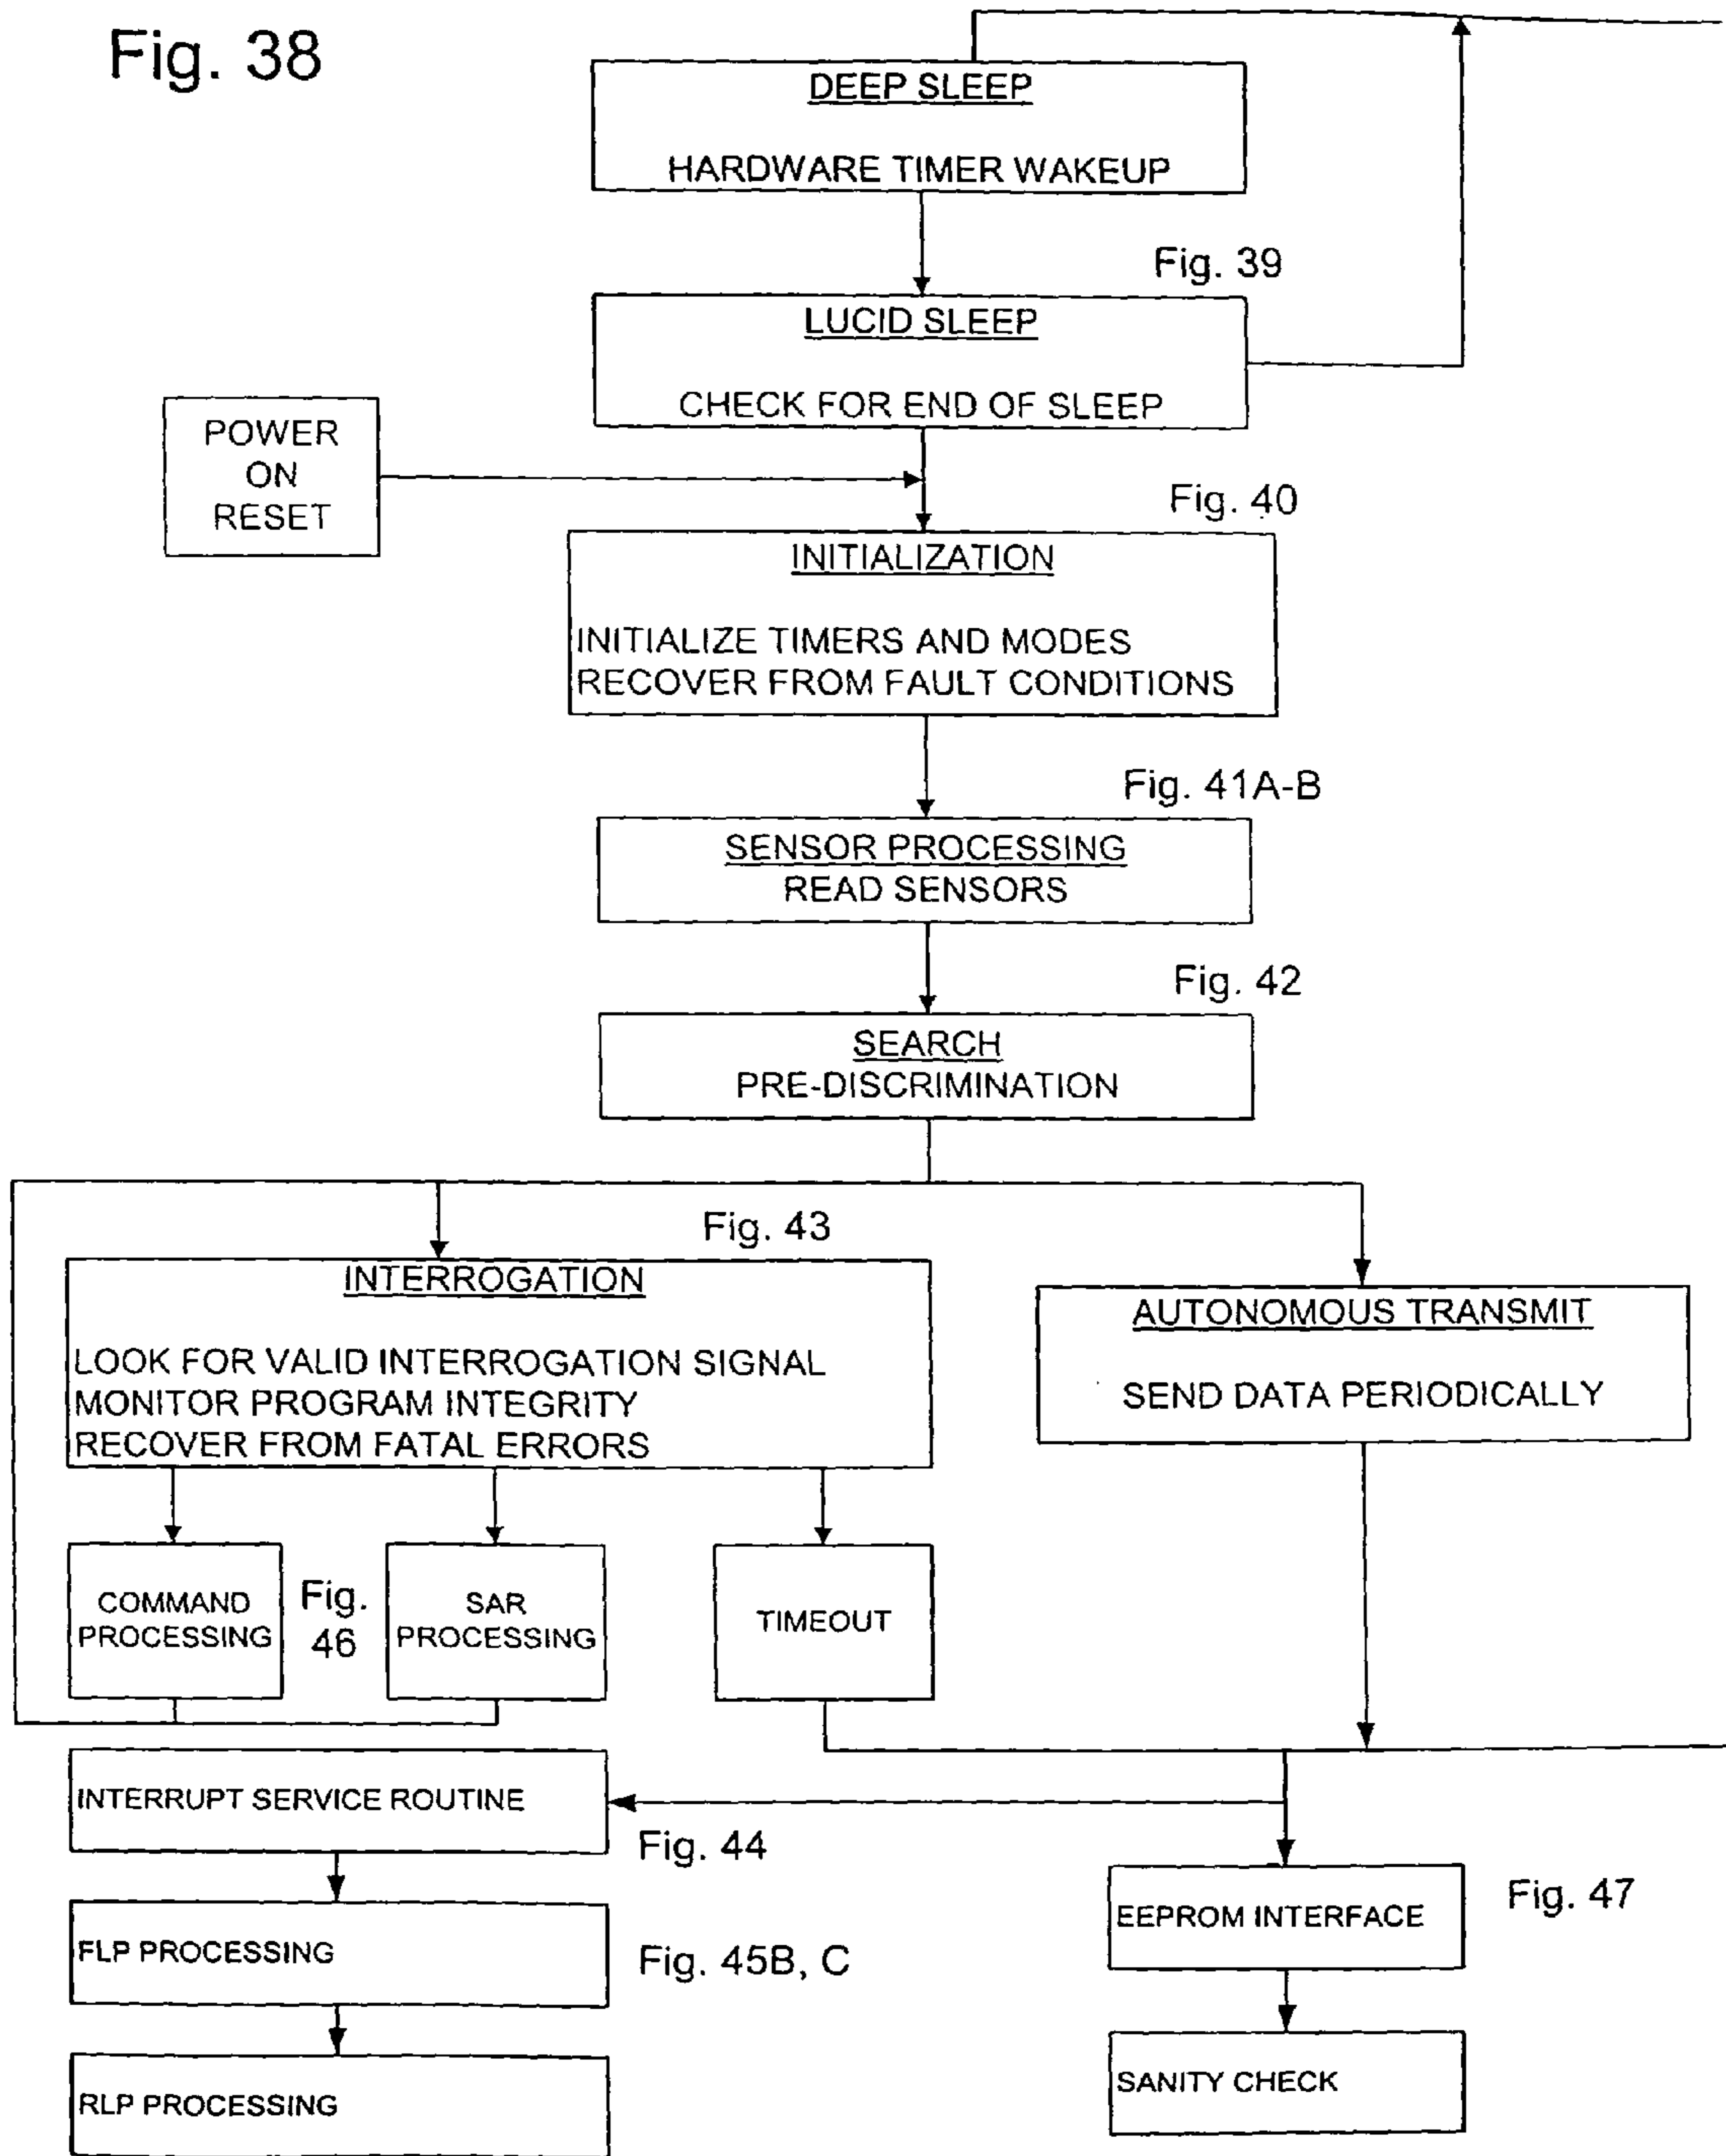 Fig. 38
DEEP SLEEP
HARDWARE TIMER WAKEUP
Fig. 39
LUCID SLEEP
CHECK FOR END OF SLEEP
POWER
ON
RESET
Fig. 40
INITIALIZATION
INITIALIZE TIMERS AND MODES
RECOVER FROM FAULT CONDITIONS
Fig. 41A-B
SENSOR PROCESSING
READ SENSORS
Fig. 42
SEARCH
PRE-DISCRIMINATION
Fig. 43
INTERROGATION
LOOK FOR VALID INTERROGATION SIGNAL
MONITOR PROGRAM INTEGRITY
RECOVER FROM FATAL ERRORS
AUTONOMOUS TRANSMIT
SEND DATA PERIODICALLY
COMMAND
PROCESSING
Fig.
46
SAR
PROCESSING
TIMEOUT
INTERRUPT SERVICE ROUTINE
Fig. 44
FLP PROCESSING
Fig. 45B, C
RLP PROCESSING
EEPROM INTERFACE
Fig. 47
SANITY CHECK